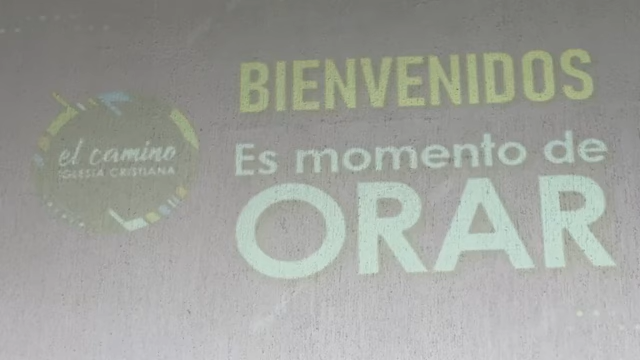 el camino
IGLESIA CRISTIANA
BIENVENIDOS
Es momento de
ORAR